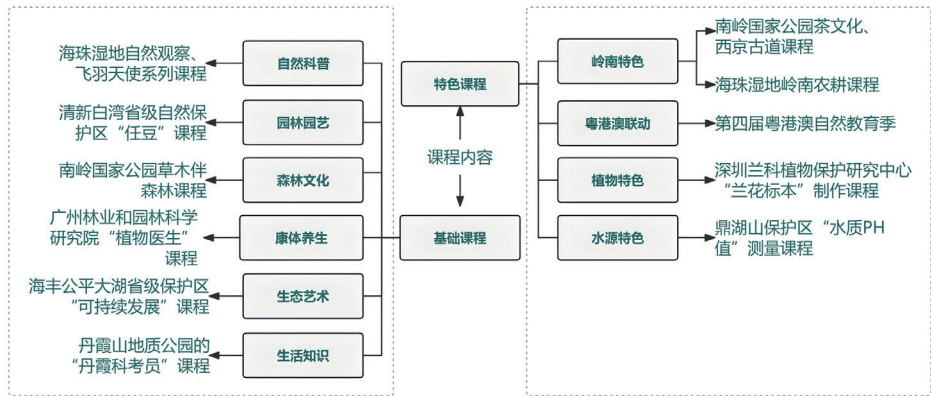 海珠湿地自然观察、
飞羽天使系列课程
自然科普
清新白湾省级自然保
护区“任豆”课程
园林园艺
南岭国家公园草木伴
森林课程
森林文化
广州林业和园林科学
研究院“植物医生”
课程
康体养生
海丰公平大湖省级保护区
“可持续发展”课程
生态艺术
丹霞山地质公园的
“丹霞科考员”课程
生活知识
特色课程
课程内容
基础课程
岭南特色
南岭国家公园茶文化、
西京古道课程
海珠湿地岭南农耕课程
粤港澳联动
第四届粤港澳自然教育季
植物特色
深圳兰科植物保护研究中心
“兰花标本”制作课程
水源特色
鼎湖山保护区“水质PH
值”测量课程